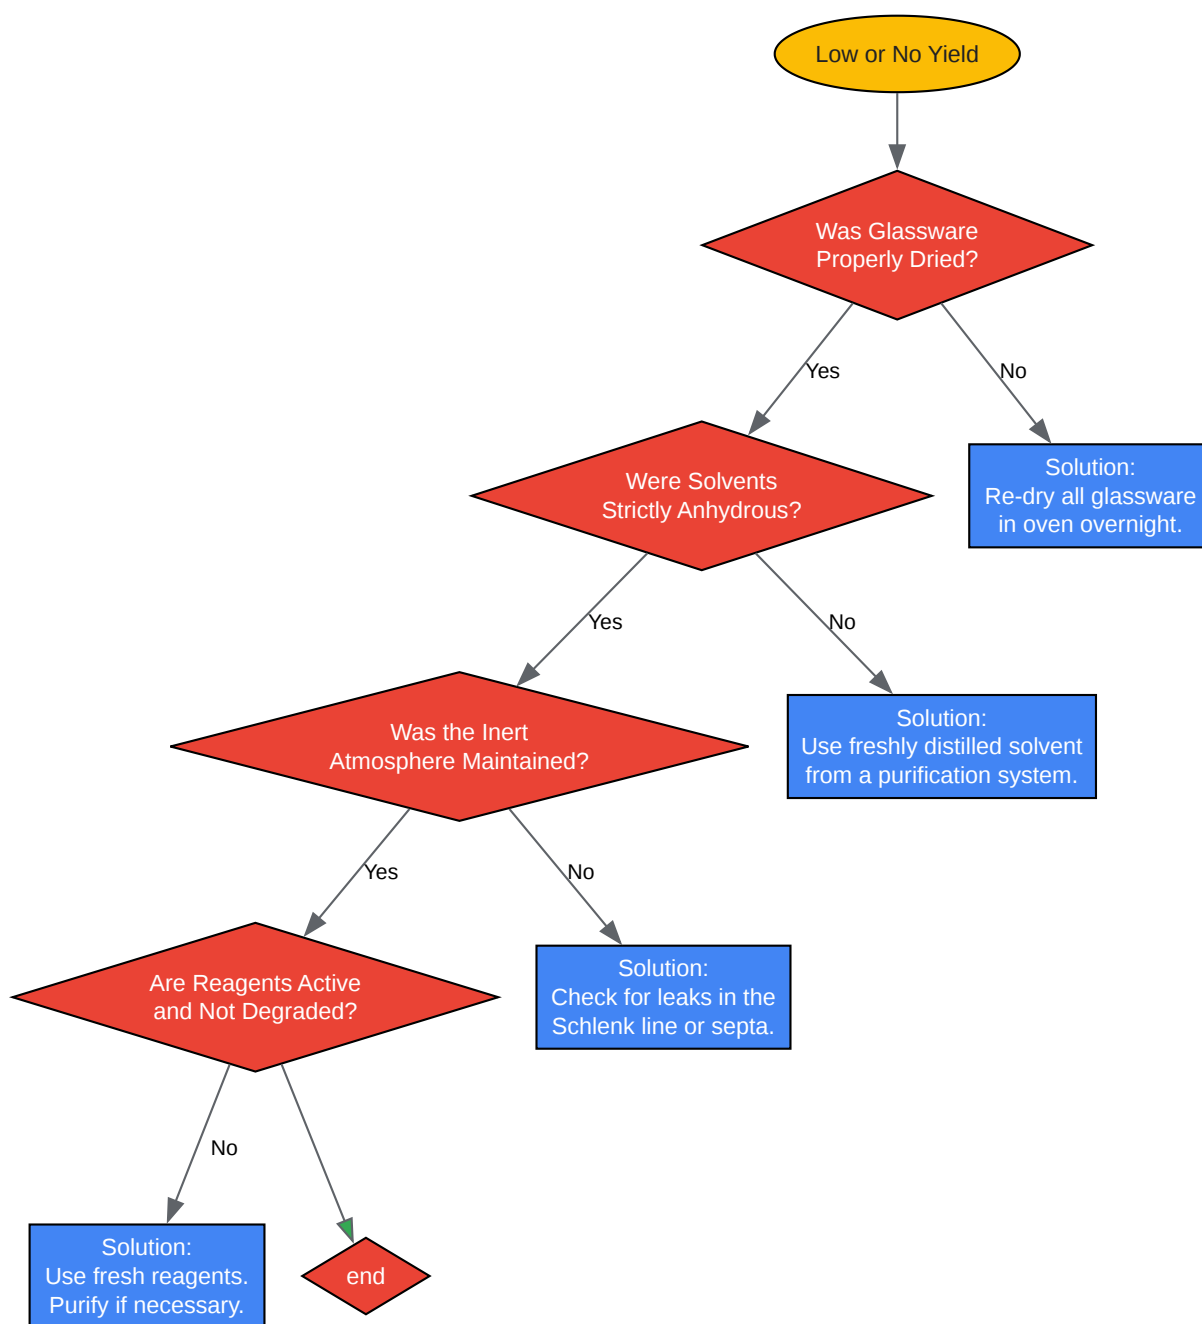 Low or No Yield
Was Glassware
Properly Dried?
Yes
No
Were Solvents
Strictly Anhydrous?
Solution:
Re-dry all glassware
in oven overnight.
Yes
No
Was the Inert
Atmosphere Maintained?
Solution:
Use freshly distilled solvent
from a purification system.
Yes
No
Are Reagents Active
and Not Degraded?
Solution:
Check for leaks in the
Schlenk line or septa.
No
Solution:
Use fresh reagents.
Purify if necessary.
end